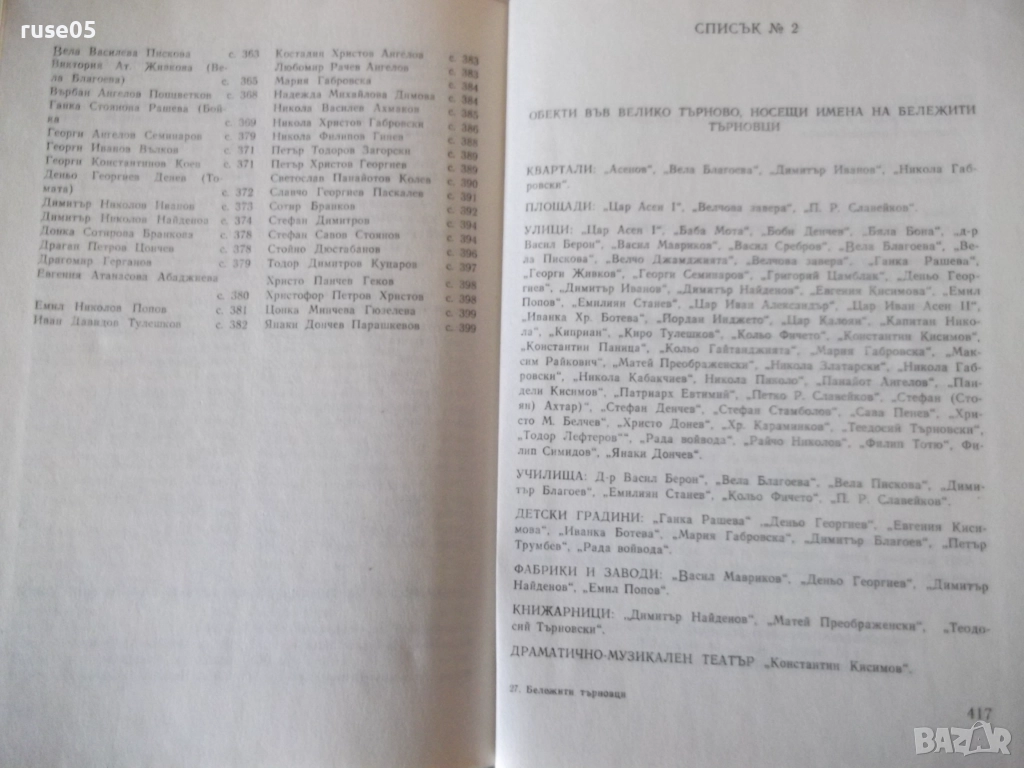 ruse05
Вела Василева Пискова с. 363
Виктория Ат. Живкова (Ве-
ла Благоева) с. 365
Върбан Ангелов Попцветков с. 368
Ганка Стоянова Рашева (Бой-
ка с. 369
Георги Ангелов Семинаров с. 379
Георги Иванов Вълков с. 371
Георги Константинов Коев с. 371
Деньо Георгиев Денев (То-
мата) с. 372
Димитър Николов Иванов с. 373
Димитър Николов Найденов с. 374
Донка Сотирова Бранкова с. 378
Драган Петров Цончев с. 378
Драгомир Герганов с. 379
Евгения Атанасова Абаджиева
с. 380
Емил Николов Попов с. 381
Иван Давидов Тулешков с. 382
Костадин Христов Ангелов с. 383
Любомир Рачев Ангелов с. 383
Мария Габровска с. 384
Надежда Михайлова Димова с. 384
Никола Василев Ахмаков с. 385
Никола Христов Габровски с. 386
Никола Филипов с. 388
Петър Тодоров Загорски с. 389
Петър Христов Георгиев с. 389
Светослав Панайотов Колев с. 390
Славчо Георгиев Паскалев с. 391
Сотир Бранков с. 392
Стефан Димитров с. 394
Стефан Савов Стоянов с. 394
Стойно Дюстабанов с. 396
Тодор Димитров Куцаров с. 397
Христо Панчев Геков с. 398
Христофор Петров Христов с. 398
Цонка Минчева Гюзелева с. 399
Янаки Дончев Парашкевов с. 399
СПИСЪК № 2
ОБЕКТИ ВЪВ ВЕЛИКО ТЪРНОВО, НОСЕЩИ ИМЕНА НА БЕЛЕЖИТИ
ТЪРНОВЦИ
КВАРТАЛИ: „Асенов“, „Вела Благоева“, „Димитър Иванов“, „Никола Габ-
ровски“.
ПЛОЩАДИ: „Цар Асен I“, „Велчова завера“, „П. Р. Славейков“.
УЛИЦИ: „Цар Асен I“, „Баба Мота“, „Боби Денчев“, „Бяла Бона“, „д-р
Васил Берон“, „Васил Мавриков“, „Васил Сребров“, „Вела Благоева“, „Ве-
ла Пискова“, „Велчо Джамджията“, „Велчова завера“, „Ганка Рашева“,
„Георги Живков“, „Георги Семинаров“, „Григорий Цамблак“, „Деньо Геор-
гиев“, „Димитър Иванов“, „Димитър Найденов“, „Евгения Кисимова“, „Емил
Попов“, „Емилиян Станев“, „Цар Иван Александър“, „Цар Иван Асен II“,
„Иванка Хр. Ботева“, „Йордан Инджето“, „Цар Калоян“, „Капитан Нико-
ла“, „Киприан“, „Киро Тулешков“, „Кольо Фичето“, „Константин Кисимов“,
„Константин Паница“, „Кольо Гайтанджията“, „Мария Габровска“, „Мак-
сим Райкович“, „Матей Преображенски“, „Никола Златарски“, „Никола Габ-
ровски“, „Никола Кабакчиев“, Никола Пиколо“, „Панайот Ангелов“, „Пан-
дели Кисимов“, „Патриарх Евтимий“, „Петко Р. Славейков“, „Стефан (Сто-
ян) Ахтар)“, „Стефан Денчев“, „Стефан Стамболов“, „Сава Пенев“, „Хри-
сто М. Белчев“, „Христо Донев“, „Хр. Караминков“, „Теодосий Търновски“,
„Тодор Лефтеров“, „Рада войвода“, „Райчо Николов“, „Филип Тотю“, Фи-
лип Симидов“, „Янаки Дончев“.
УЧИЛИЩА: Д-р Васил Берон“, „Вела Благоева“, „Вела Пискова“, „Дими-
тър Благоев“, „Емилиян Станев“, „Кольо Фичето“, „П. Р. Славейков“.
ДЕТСКИ ГРАДИНИ: „Ганка Рашева“ „Деньо Георгиев“, „Евгения Киси-
мова“, „Иванка Ботева“, „Мария Габровска“, „Димитър Благоев“, „Петър
Трумбев“, „Рада войвода“.
ФАБРИКИ И ЗАВОДИ: „Васил Мавриков“, „Деньо Георгиев“, „Димитър
Найденов“, „Емил Попов“.
КНИЖАРНИЦИ: „Димитър Найденов“, „Матей Преображенски“, „Теодо-
сий Търновски“.
ДРАМАТИЧНО-МУЗИКАЛЕН ТЕАТЪР „Константин Кисимов“.
27. Бележити търновци
417
BAZAR